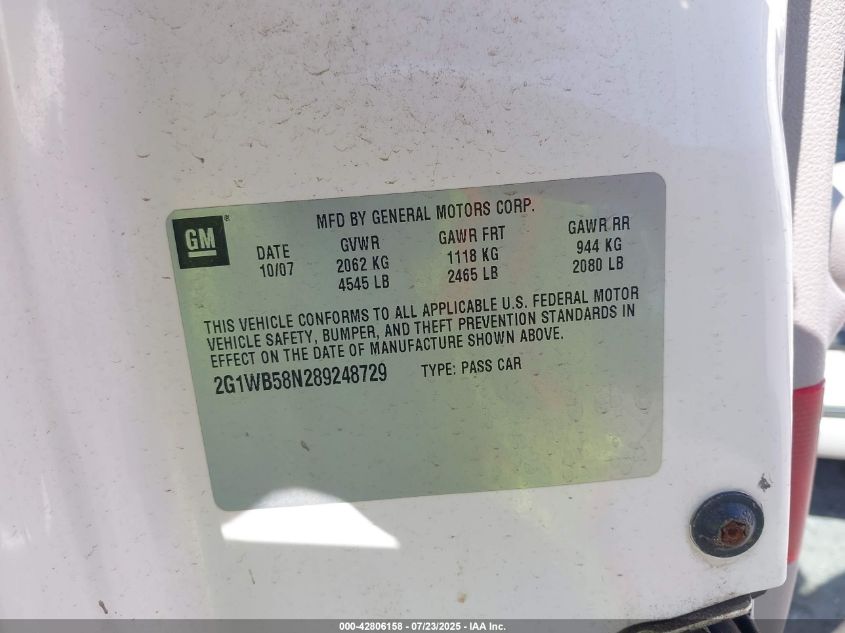 GM®
MFD BY GENERAL MOTORS CORP.
DATE GVWR GAWR FRT GAWR RR
10/07 2062 KG 1118 KG 944 KG
4545 LB 2465 LB 2080 LB
THIS VEHICLE CONFORMS TO ALL APPLICABLE U.S. FEDERAL MOTOR
VEHICLE SAFETY, BUMPER, AND THEFT PREVENTION STANDARDS IN
EFFECT ON THE DATE OF MANUFACTURE SHOWN ABOVE.
2G1WB58N289248729 TYPE: PASS CAR
000-42806158 - 07/23/2025 - IAA Inc.